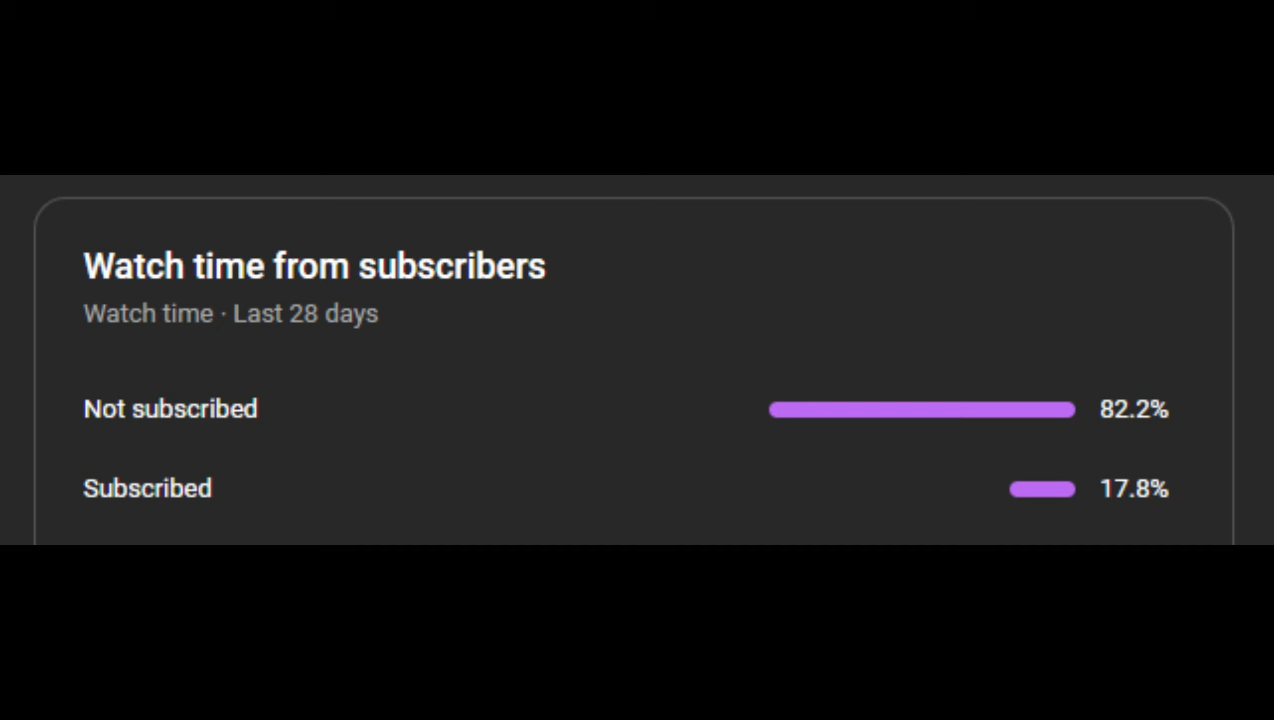 Watch time from subscribers
Watch time · Last 28 days
Not subscribed 82.2%
Subscribed 17.8%